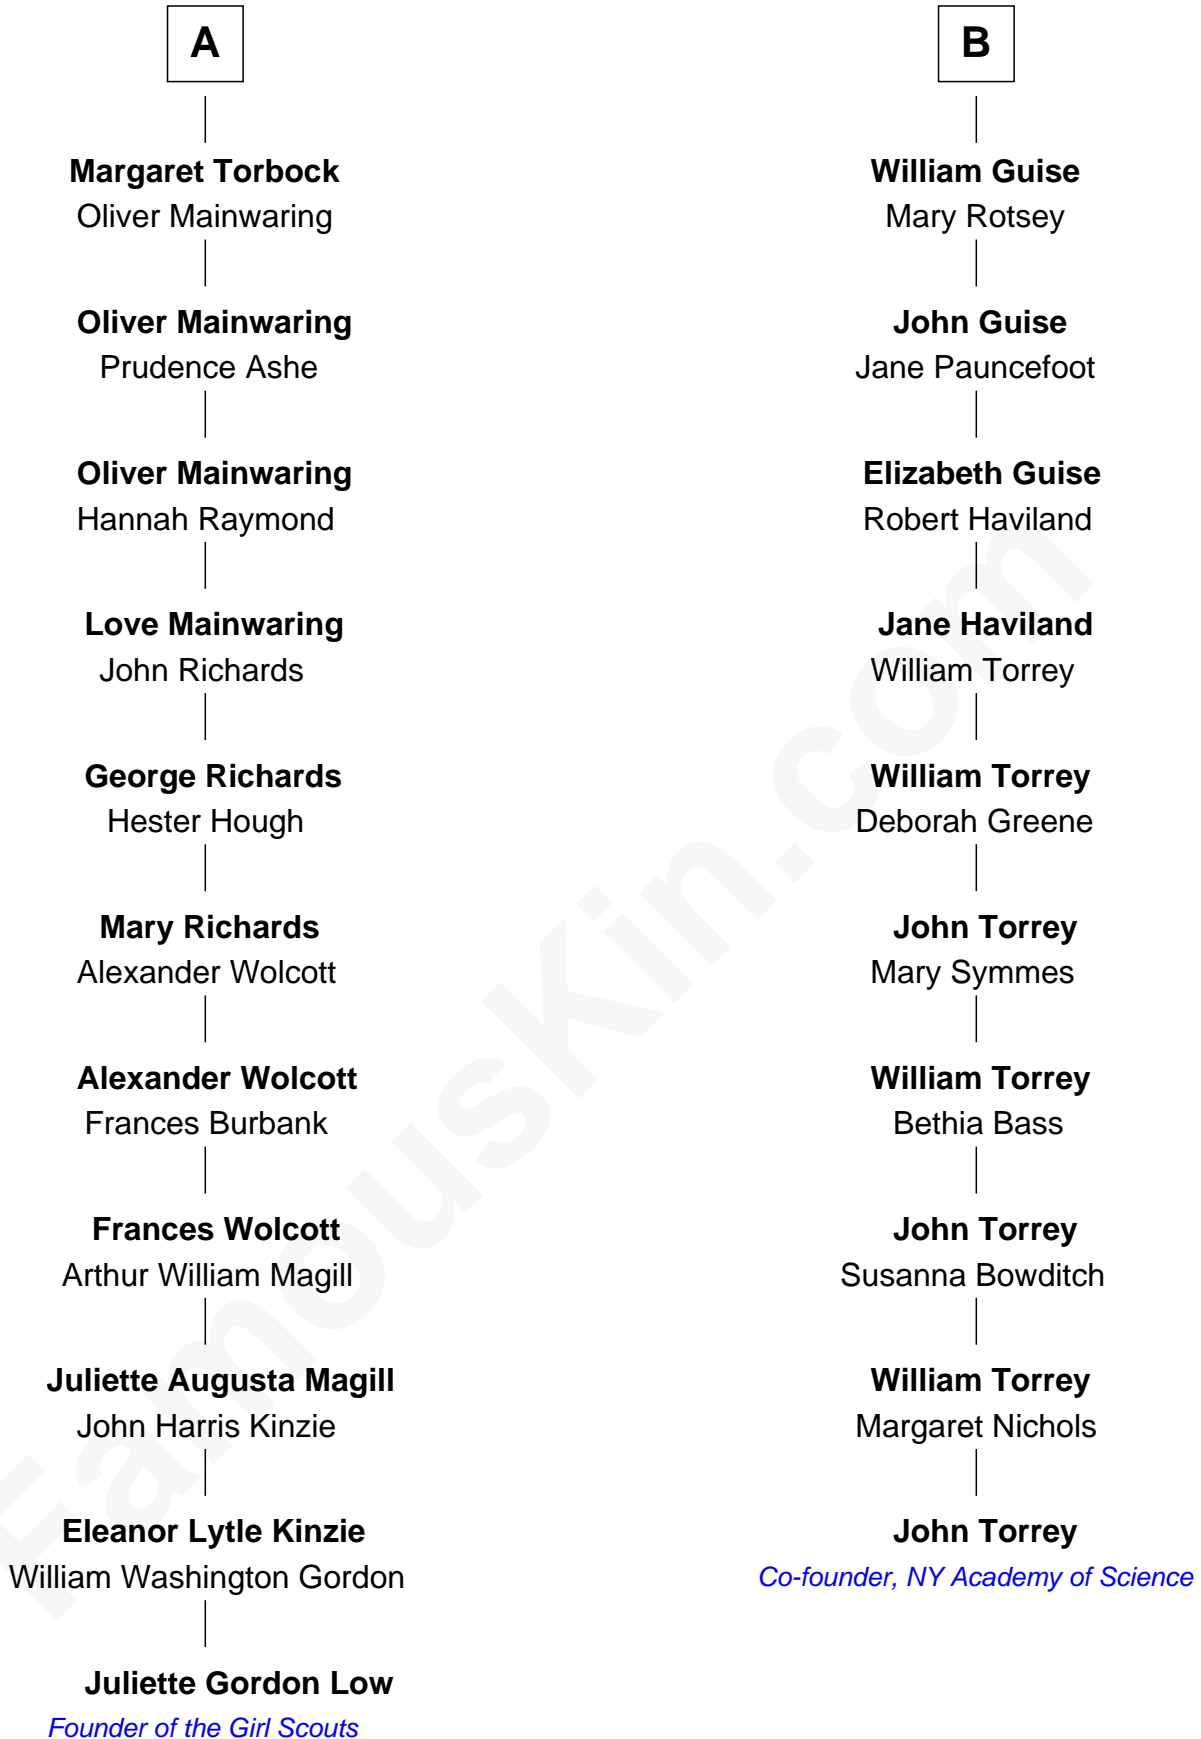 A
Margaret Torbock
Oliver Mainwaring
Oliver Mainwaring
Prudence Ashe
Oliver Mainwaring
Hannah Raymond
Love Mainwaring
John Richards
George Richards
Hester Hough
Mary Richards
Alexander Wolcott
Alexander Wolcott
Frances Burbank
Frances Wolcott
Arthur William Magill
Juliette Augusta Magill
John Harris Kinzie
Eleanor Lytle Kinzie
William Washington Gordon
Juliette Gordon Low
Founder of the Girl Scouts
B
William Guise
Mary Rotsey
John Guise
Jane Pauncefoot
Elizabeth Guise
Robert Haviland
Jane Haviland
William Torrey
William Torrey
Deborah Greene
John Torrey
Mary Symmes
William Torrey
Bethia Bass
John Torrey
Susanna Bowditch
William Torrey
Margaret Nichols
John Torrey
Co-founder, NY Academy of Science
FamousKin.com